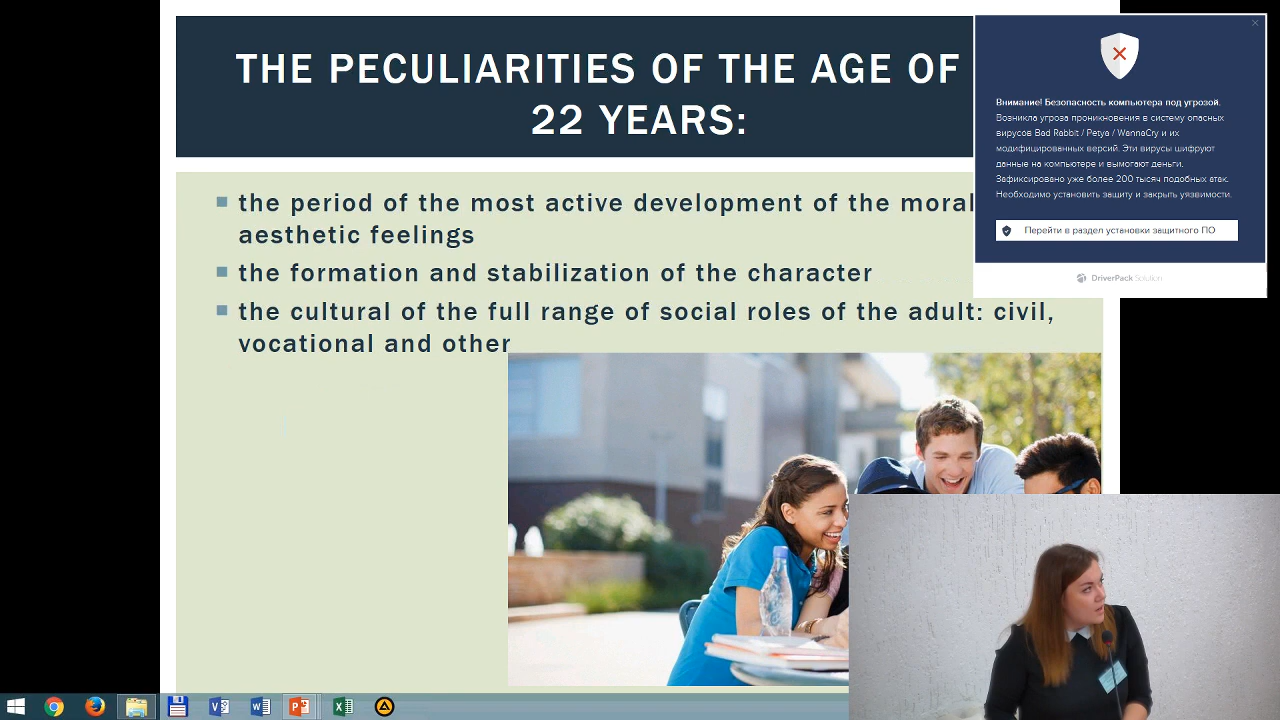 THE PECULIARITIES OF THE AGE OF
22 YEARS:
the period of the most active development of the moral
aesthetic feelings
the formation and stabilization of the character
the cultural of the full range of social roles of the adult: civil,
vocational and other
Внимание! Безопасность компьютера под угрозой.
Возникла угроза проникновения в систему опасных
вирусов Bad Rabbit / Petya / WannaCry и их
модифицированных версий. Эти вирусы шифруют
данные на компьютере и вымогают деньги.
Зафиксировано уже более 200 тысяч подобных атак.
Необходимо установить защиту и закрыть уязвимости.
Перейти в раздел установки защитного ПО
DriverPack Solution